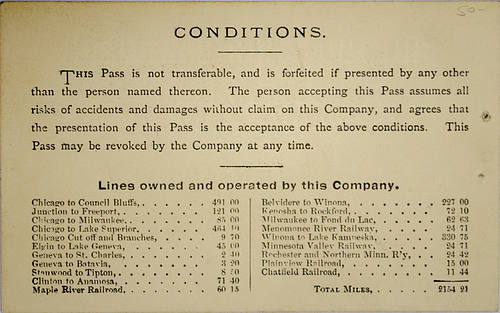 50-
CONDITIONS.
THIS Pass is not transferable, and is forfeited if presented by any other
than the person named thereon. The person accepting this Pass assumes all
risks of accidents and damages without claim on this Company, and agrees that
the presentation of this Pass is the acceptance of the above conditions. This
Pass may be revoked by the Company at any time.
Lines owned and operated by this Company.
Chicago to Council Bluffs, . . . . . . 491 00
Junction to Freeport, . . . . . . . 121 00
Chicago to Milwaukee, . . . . . . . 85 00
Chicago to Lake Superior, . . . . . 464 10
Chicago Cut off and Branches, . . . . 9 70
Elgin to Lake Geneva, . . . . . . . 45 00
Geneva to St. Charles, . . . . . . . 2 40
Geneva to Batavia, . . . . . . . . 3 20
Stanwood to Tipton, . . . . . . . . 8 50
Clinton to Anamosa, . . . . . . . . 71 40
Maple River Railroad, . . . . . . . 60 15
Belvidere to Winona, . . . . . . . 227 00
Kenosha to Rockford, . . . . . . . 72 10
Milwaukee to Fond du Lac, . . . . . 62 63
Menomonee River Railway, . . . . . 24 71
Winona to Lake Kampeska, . . . . . 330 75
Minnesota Valley Railway, . . . . . 24 71
Rochester and Northern Minn. R'y, . . 24 42
Plainview Railroad, . . . . . . . . 15 00
Chatfield Railroad, . . . . . . . . 11 44
TOTAL MILES, . . . . . 2154 21